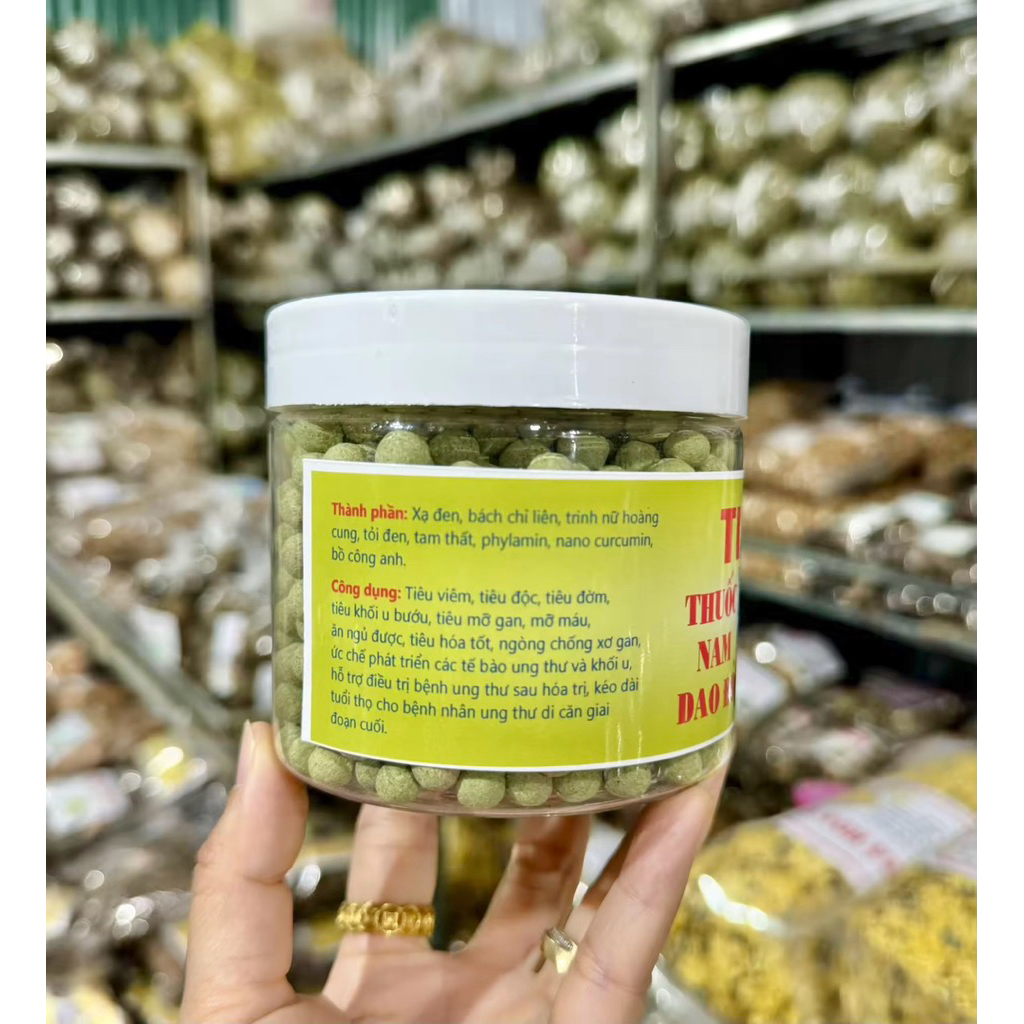 Thành phần: Xạ đen, bách chỉ liên, trinh nữ hoàng
cung, tỏi đen, tam thất, phylamin, nano curcumin,
bồ công anh.
Công dụng: Tiêu viêm, tiêu độc, tiêu đờm,
tiêu khối u bướu, tiêu mỡ gan, mỡ máu,
ăn ngủ được, tiêu hóa tốt, ngòng chống xơ gan,
ức chế phát triển các tế bào ung thư và khối u,
hỗ trợ điều trị bệnh ung thư sau hóa trị, kéo dài
tuổi thọ cho bệnh nhân ung thư di căn giai
đoạn cuối.
THUỐC
NAM
DAO